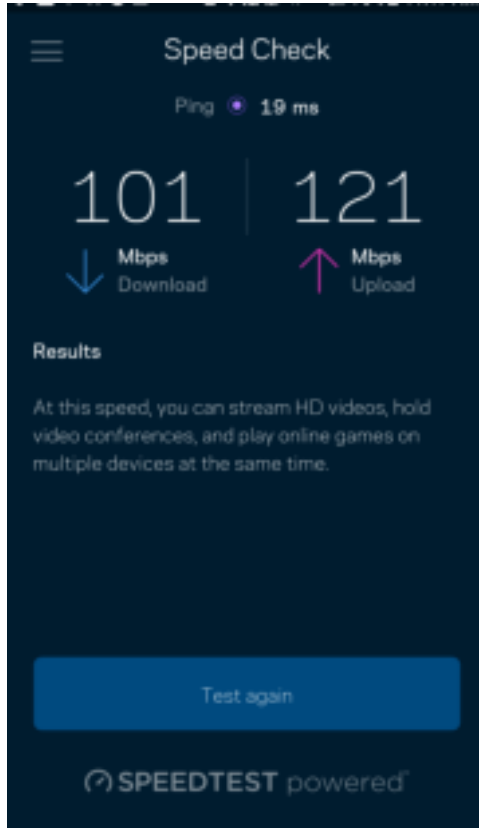 Speed Check
Ping 19 ms
101 121
Mbps Mbps
Download Upload
Results
At this speed, you can stream HD videos, hold
video conferences, and play online games on
multiple devices at the same time.
Test again
SPEEDTEST powered